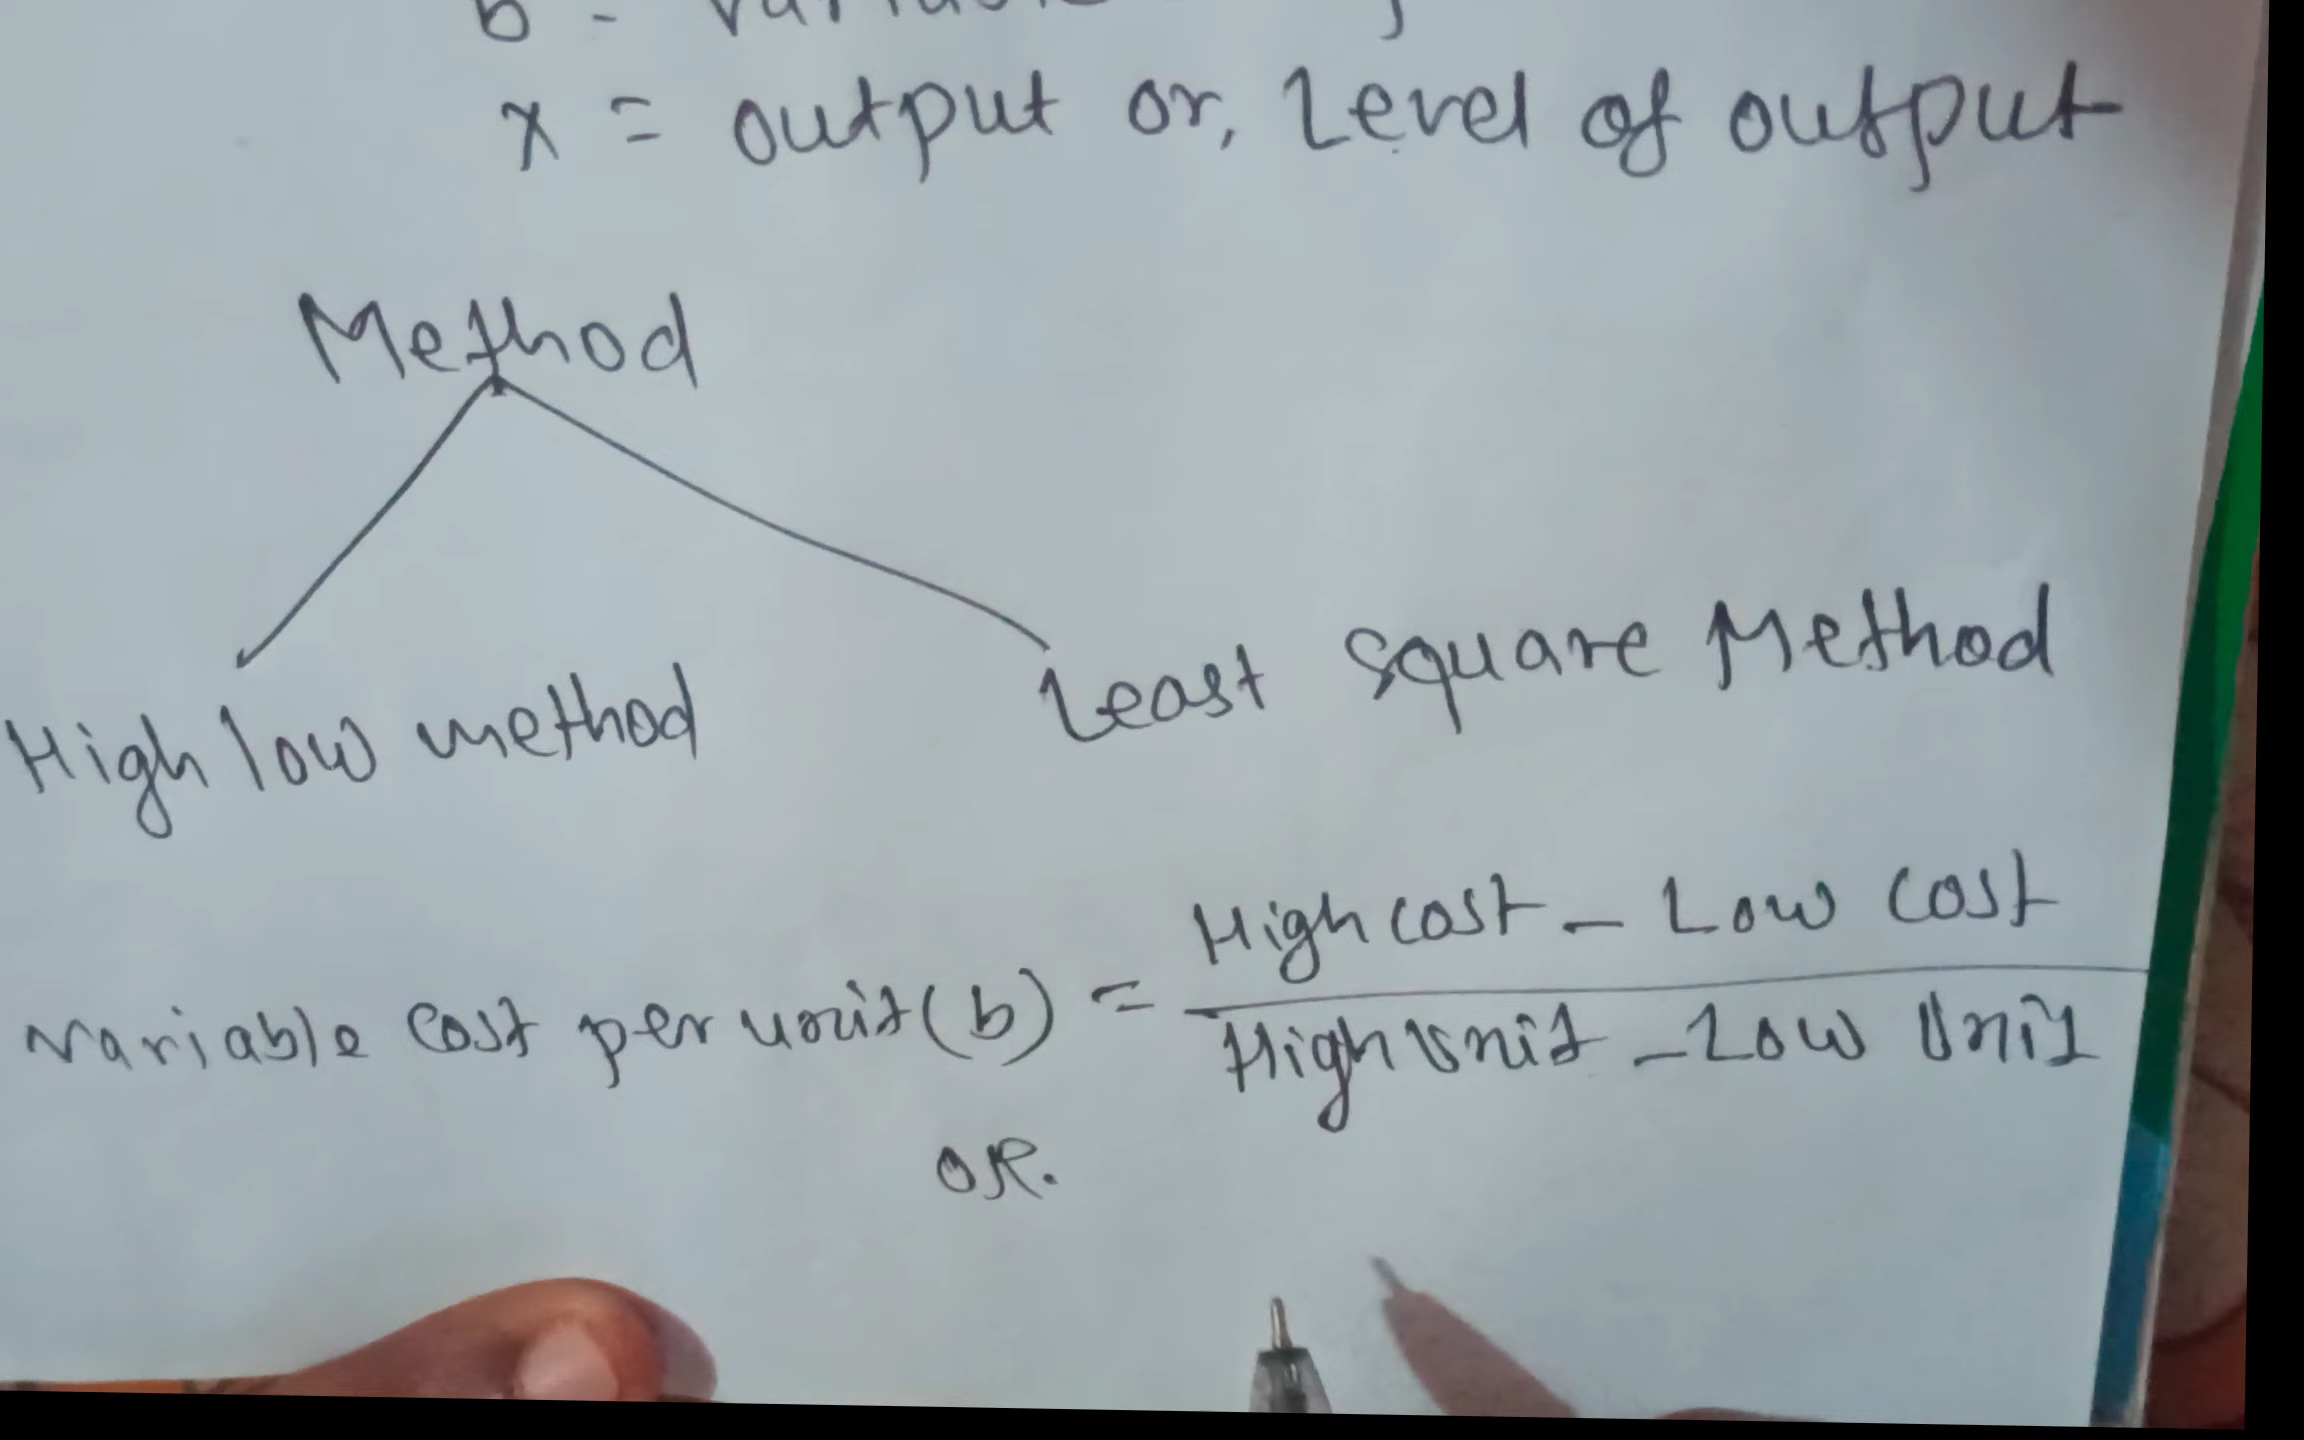 b -
x = output or, Level of output
Method
High low method Least Square Method
High cost - Low Cost
Variable Cost per unit (b) =
High Unit - Low Unit
OR.